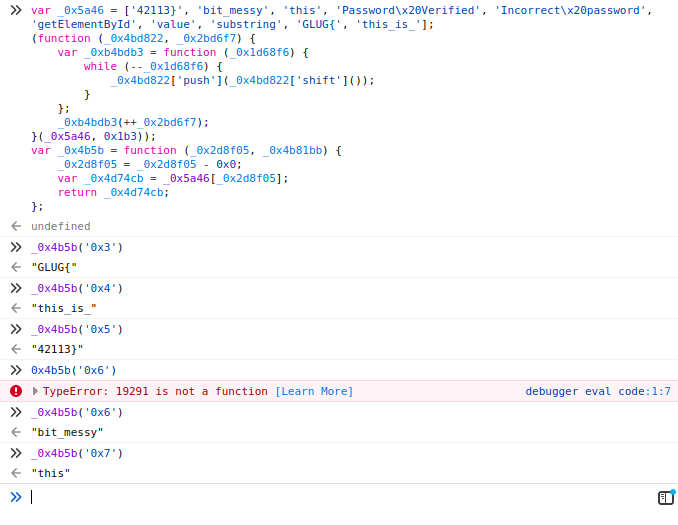 var _0x5a46 = ['42113}', 'bit_messy', 'this', 'Password\x20Verified', 'Incorrect\x20password',
'getElementById', 'value', 'substring', 'GLUG{', 'this_is_'];
(function (_0x4bd822, _0x2bd6f7) {
    var _0xb4bdb3 = function (_0x1d68f6) {
        while (--_0x1d68f6) {
            _0x4bd822['push'](_0x4bd822['shift']());
        }
    };
    _0xb4bdb3(++_0x2bd6f7);
}(_0x5a46, 0x1b3));
var _0x4b5b = function (_0x2d8f05, _0x4b81bb) {
    _0x2d8f05 = _0x2d8f05 - 0x0;
    var _0x4d74cb = _0x5a46[_0x2d8f05];
    return _0x4d74cb;
};
undefined
_0x4b5b('0x3')
"GLUG{"
_0x4b5b('0x4')
"this_is_"
_0x4b5b('0x5')
"42113}"
0x4b5b('0x6')
TypeError: 19291 is not a function [Learn More] debugger eval code:1:7
_0x4b5b('0x6')
"bit_messy"
_0x4b5b('0x7')
"this"